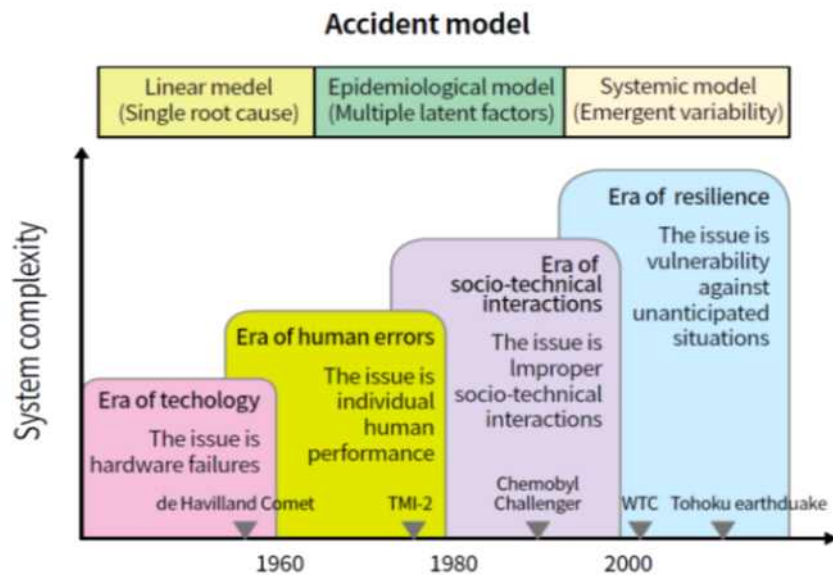 Accident model
Linear medel
(Single root cause)
Epidemiological model
(Multiple latent factors)
Systemic model
(Emergent variability)
System complexity
Era of techology
The issue is
hardware failures
Era of human errors
The issue is
individual
human
performance
Era of
socio-technical
interactions
The issue is
lmproper
socio-technical
interactions
Era of resilience
The issue is
vulnerability
against
unanticipated
situations
de Havilland Comet
TMI-2
Chemobyl
Challenger
WTC
Tohoku earthduake
1960
1980
2000